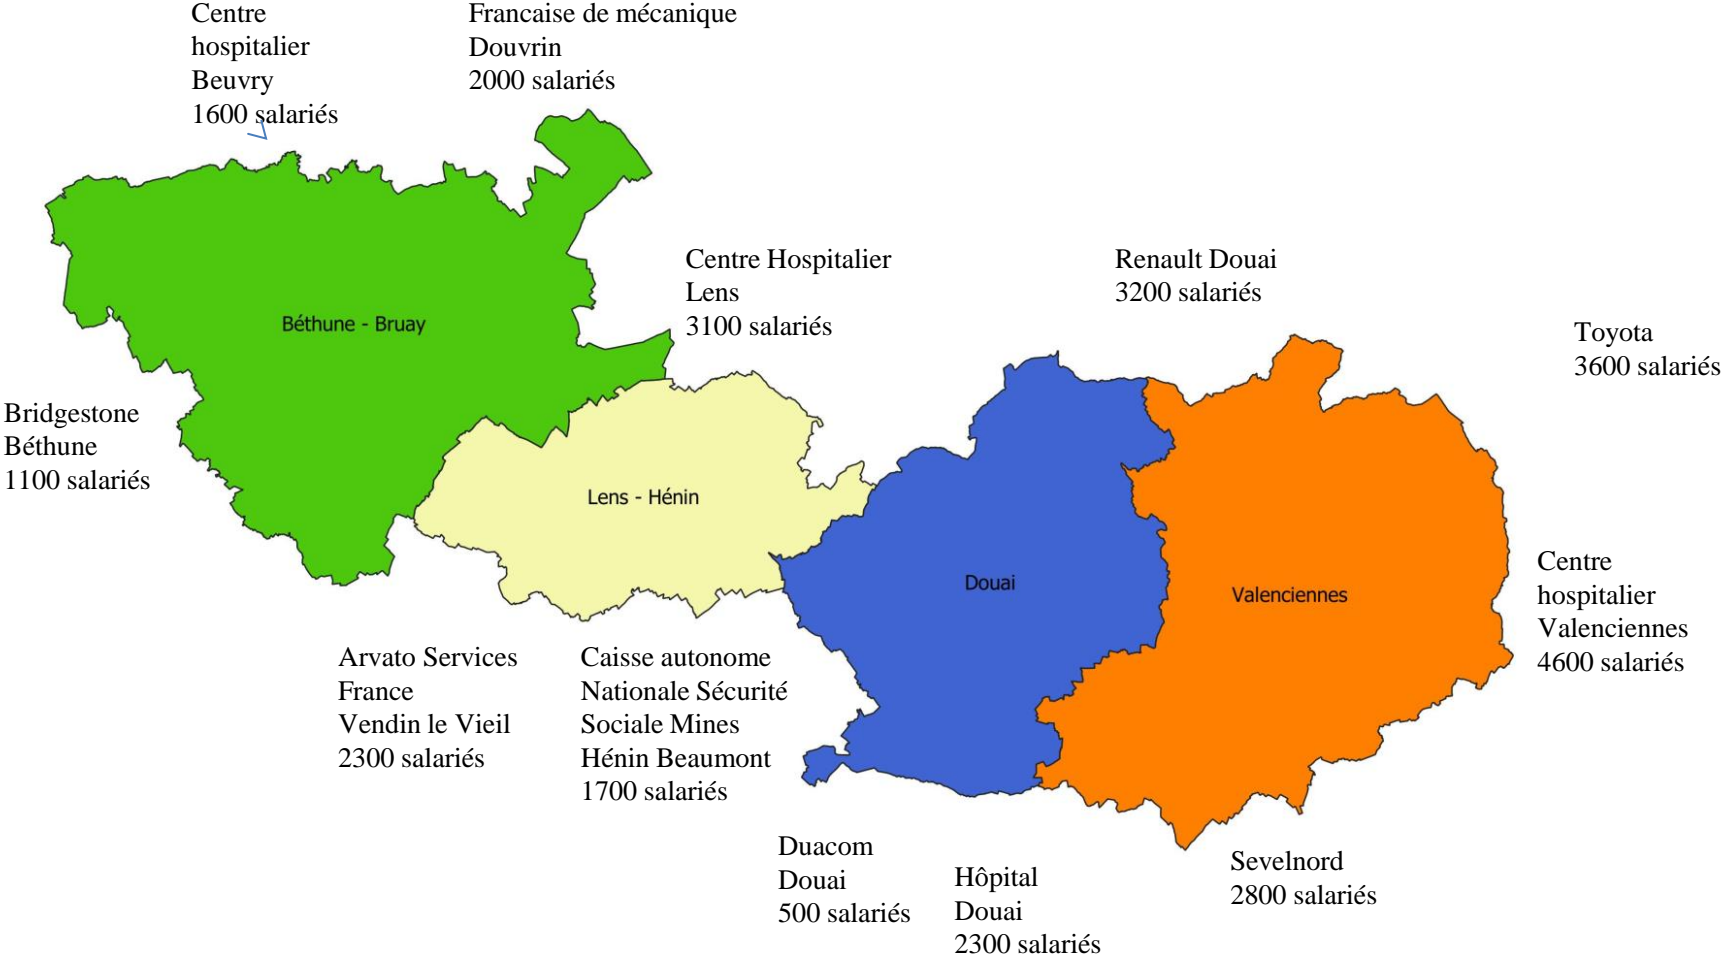 Centre
hospitalier
Beuvry
1600 salariés
Francaise de mécanique
Douvrin
2000 salariés
Centre Hospitalier
Lens
3100 salariés
Renault Douai
3200 salariés
Toyota
3600 salariés
Béthune - Bruay
Bridgestone
Béthune
1100 salariés
Lens - Hénin
Douai
Valenciennes
Centre
hospitalier
Valenciennes
4600 salariés
Arvato Services
France
Vendin le Vieil
2300 salariés
Caisse autonome
Nationale Sécurité
Sociale Mines
Hénin Beaumont
1700 salariés
Duacom
Douai
500 salariés
Hôpital
Douai
2300 salariés
Sevelnord
2800 salariés